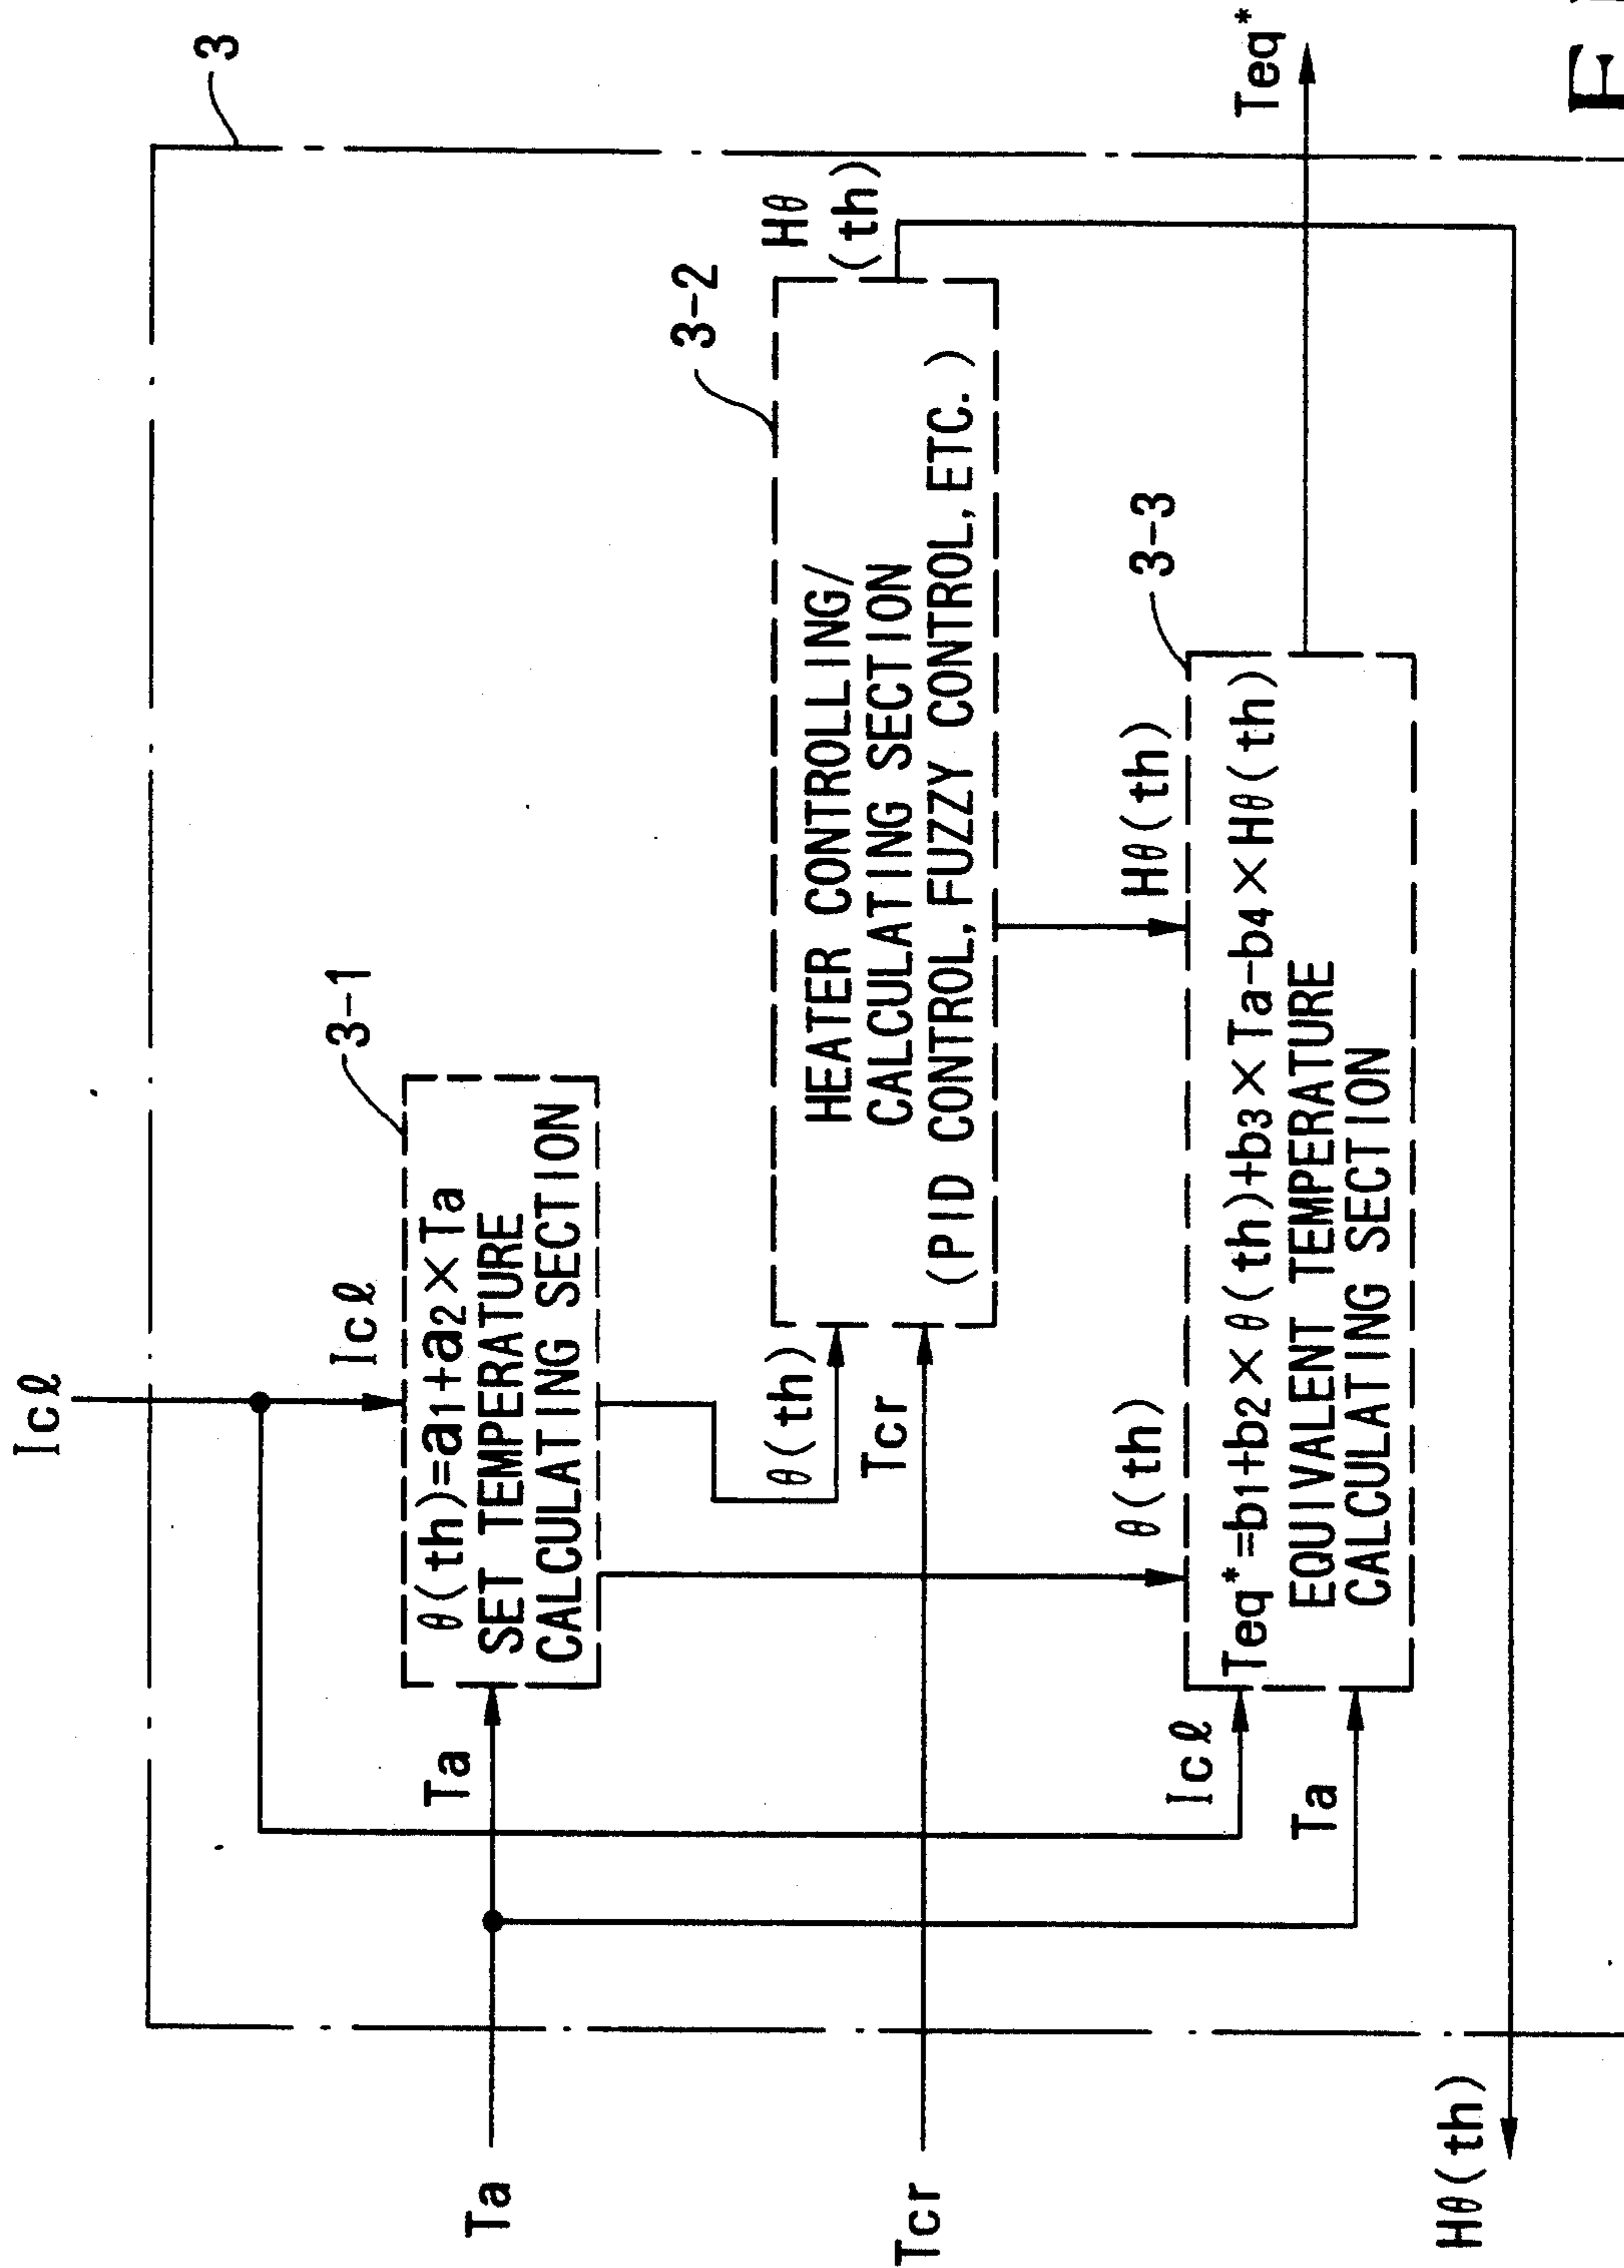 Icℓ
3
Icℓ
3-1
Ta
θ(th)=a1+a2×Ta
SET TEMPERATURE
CALCULATING SECTION
Ta
3-2
Hθ
(th)
θ(th)
HEATER CONTROLLING/
CALCULATING SECTION
(PID CONTROL, FUZZY CONTROL, ETC.)
Tcr
Tcr
θ(th)
Hθ(th)
3-3
Teq*
Icℓ
Teq*=b1+b2×θ(th)+b3×Ta-b4×Hθ(th)
EQUIVALENT TEMPERATURE
CALCULATING SECTION
Ta
Hθ(th)